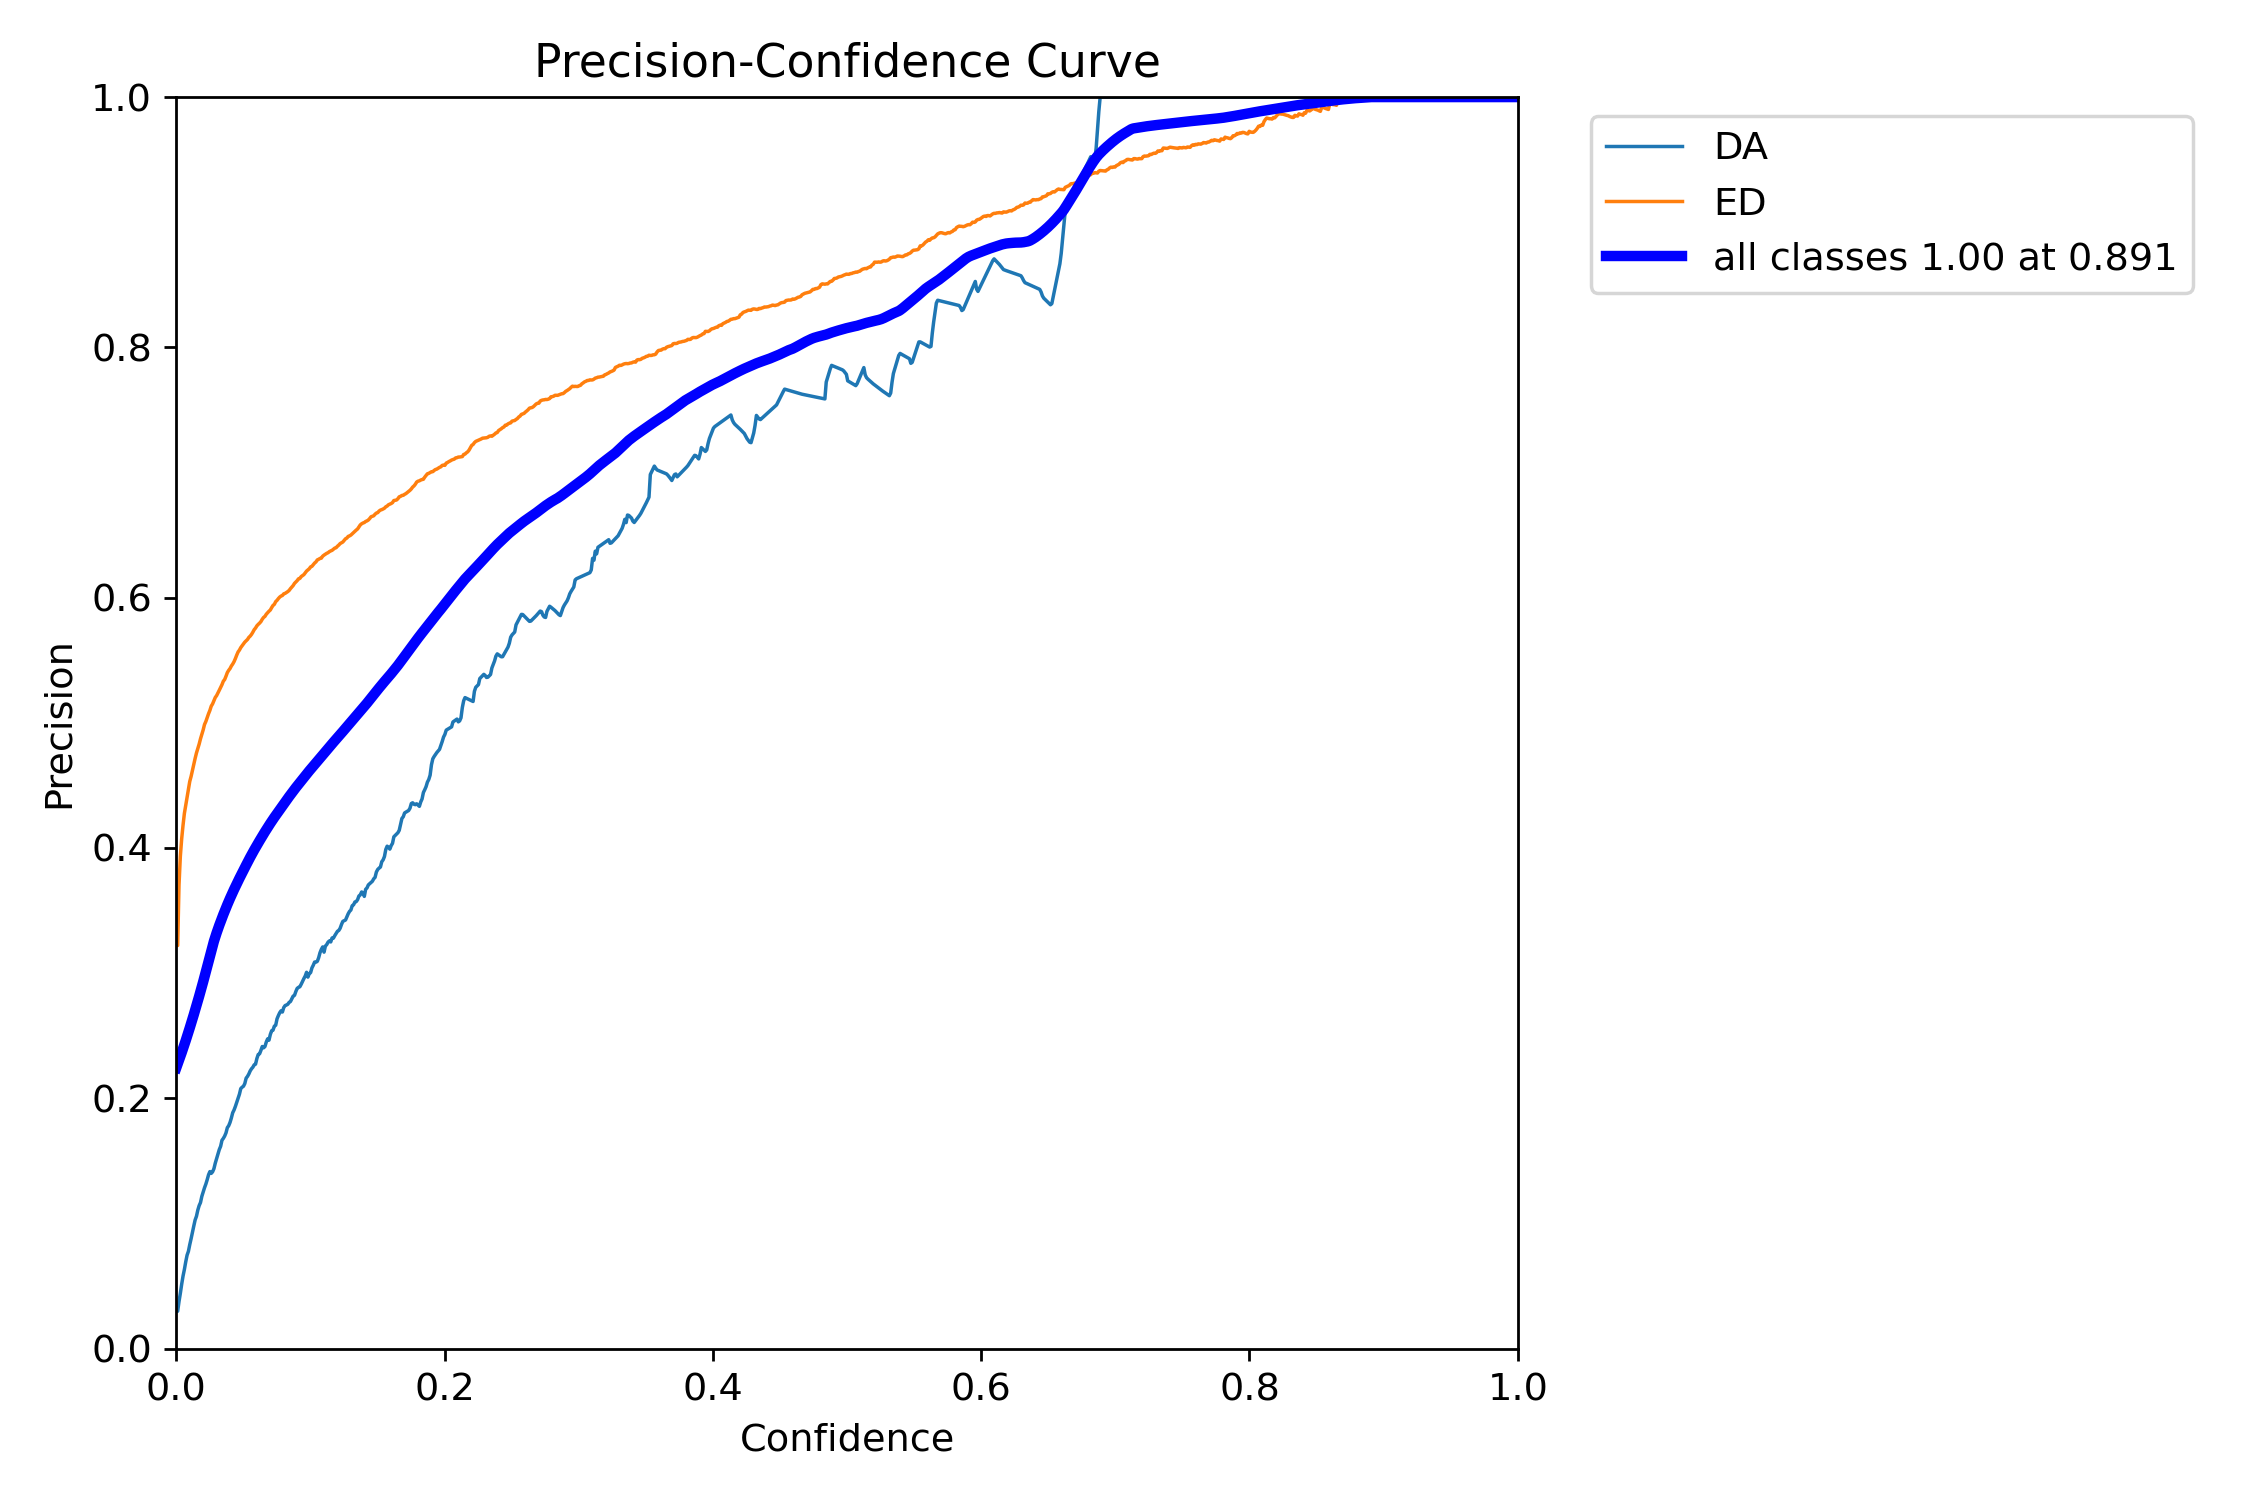 Precision-Confidence Curve
1.0
0.8
0.6
0.4
0.2
0.0
Precision
0.0 0.2 0.4 0.6 0.8 1.0
Confidence
DA
ED
all classes 1.00 at 0.891